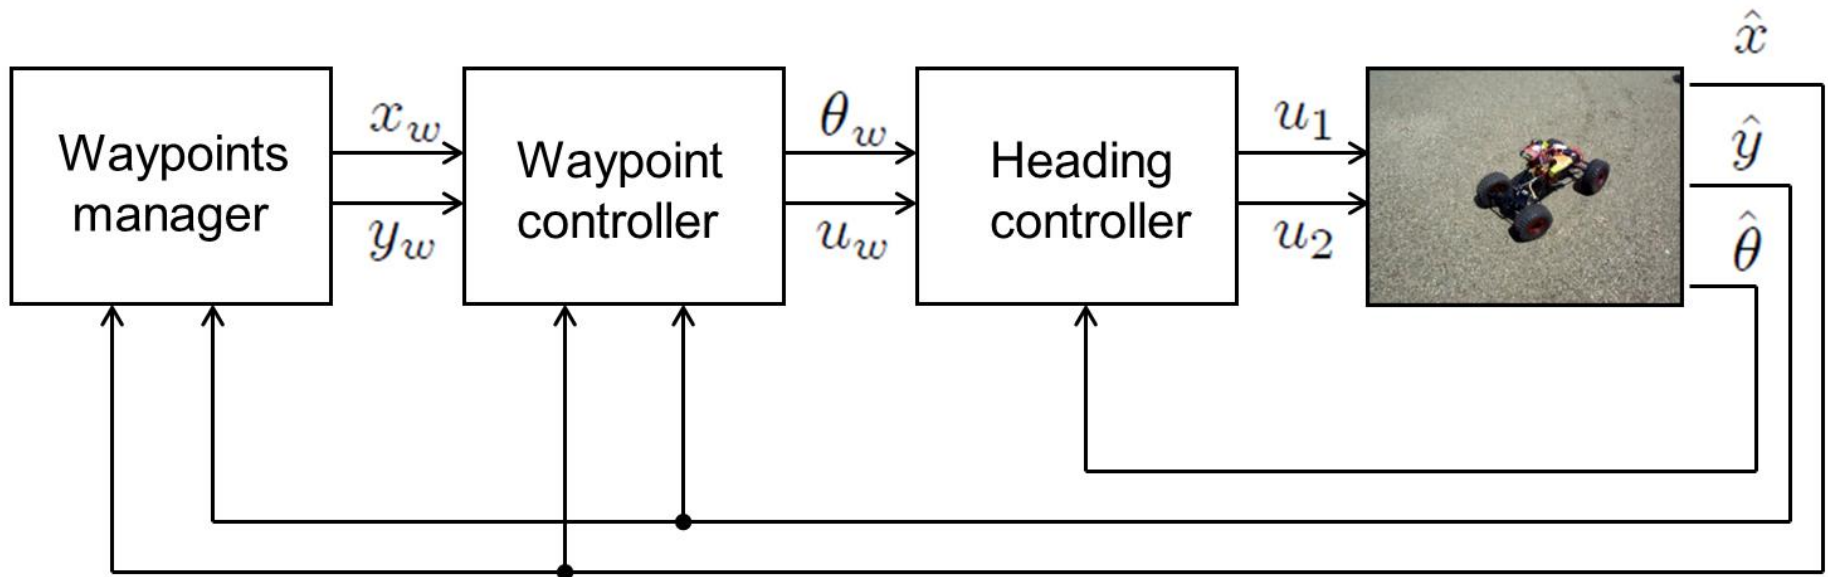 Waypoints
manager
x_w
y_w
Waypoint
controller
θ_w
u_w
Heading
controller
u_1
u_2
x̂
ŷ
θ̂